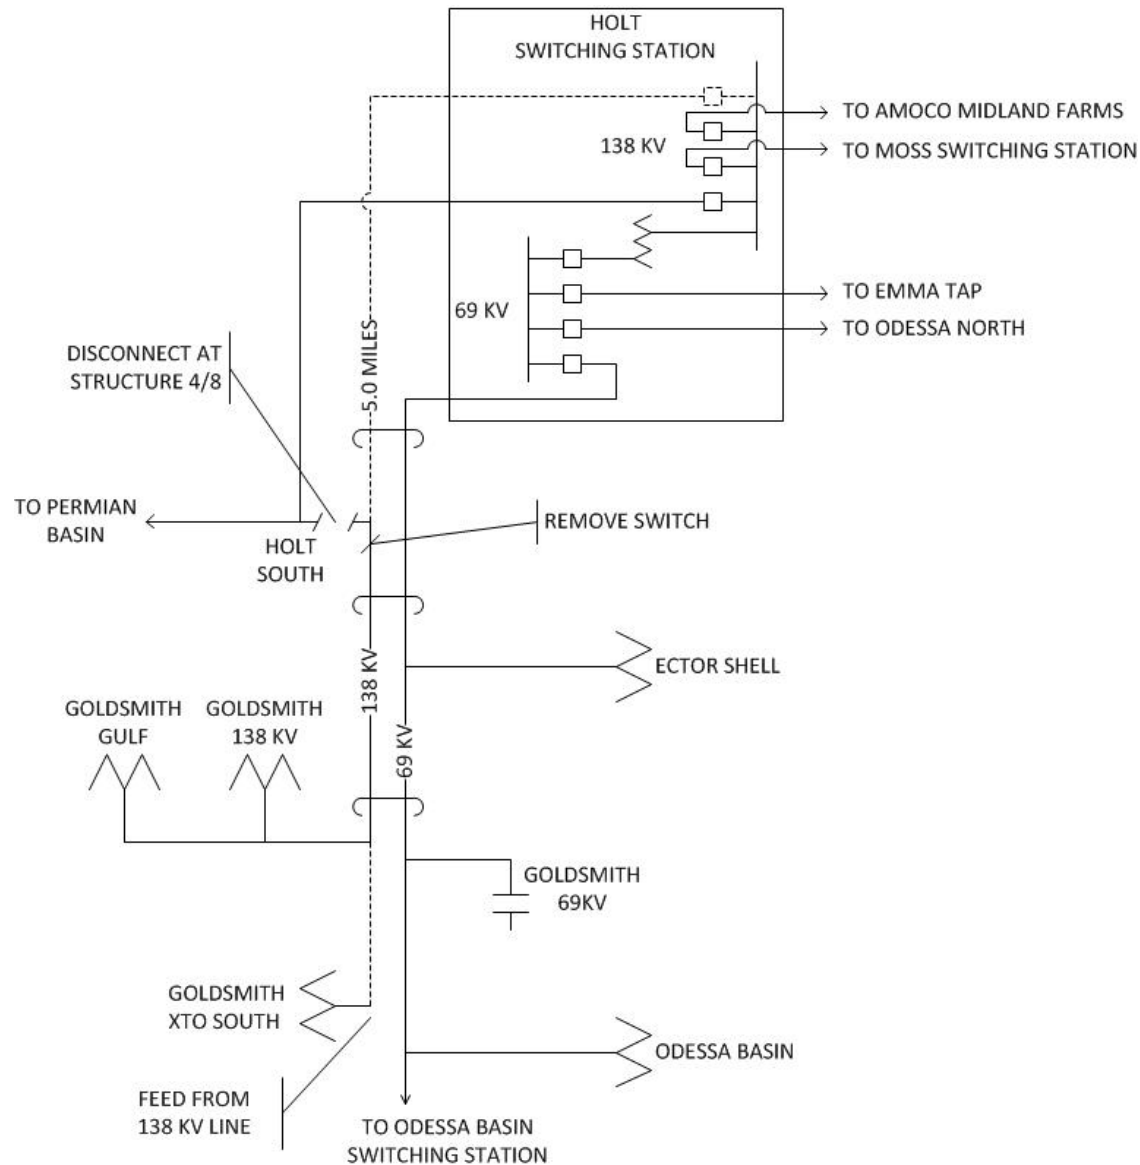 HOLT
SWITCHING STATION
TO AMOCO MIDLAND FARMS
138 KV
TO MOSS SWITCHING STATION
69 KV
TO EMMA TAP
TO ODESSA NORTH
DISCONNECT AT
STRUCTURE 4/8
5.0 MILES
TO PERMIAN
BASIN
HOLT
SOUTH
REMOVE SWITCH
138 KV
ECTOR SHELL
GOLDSMITH
GULF
GOLDSMITH
138 KV
69 KV
GOLDSMITH
69KV
GOLDSMITH
XTO SOUTH
ODESSA BASIN
FEED FROM
138 KV LINE
TO ODESSA BASIN
SWITCHING STATION